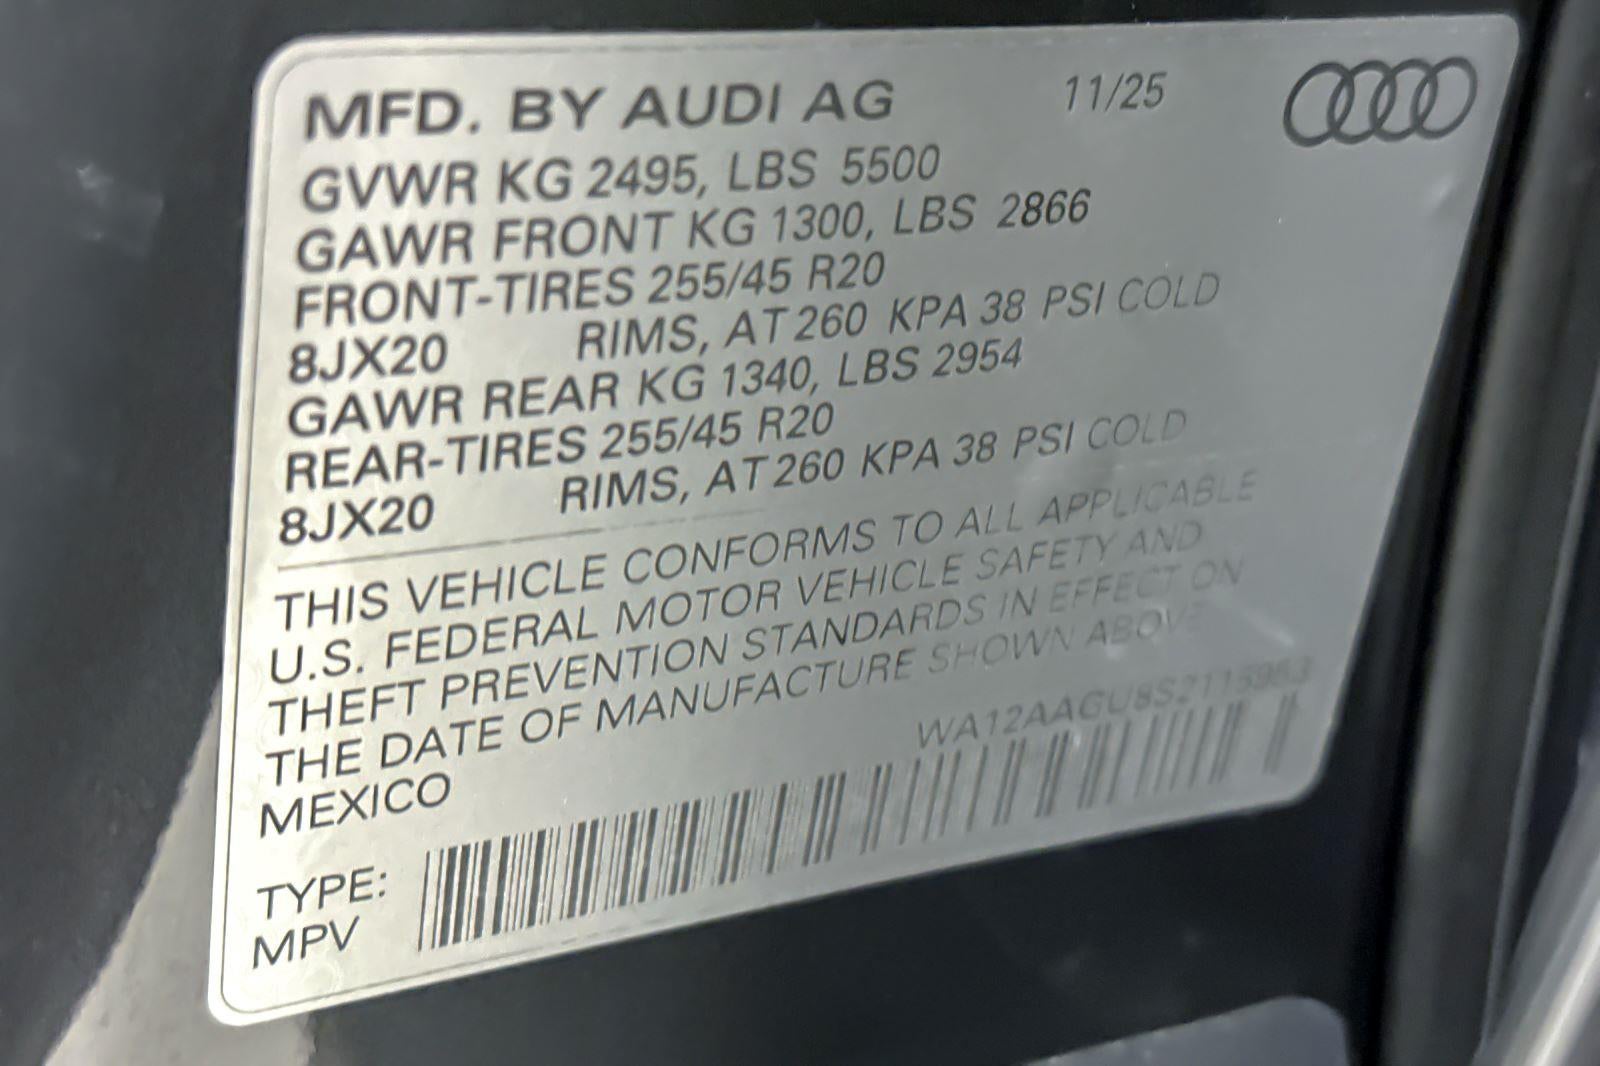 MFD. BY AUDI AG 11/25
GVWR KG 2495, LBS 5500
GAWR FRONT KG 1300, LBS 2866
FRONT-TIRES 255/45 R20
8JX20 RIMS, AT 260 KPA 38 PSI COLD
GAWR REAR KG 1340, LBS 2954
REAR-TIRES 255/45 R20
8JX20 RIMS, AT 260 KPA 38 PSI COLD
THIS VEHICLE CONFORMS TO ALL APPLICABLE
U.S. FEDERAL MOTOR VEHICLE SAFETY AND
THEFT PREVENTION STANDARDS IN EFFECT ON
THE DATE OF MANUFACTURE SHOWN ABOVE
MEXICO
WA12AAGU8S2115963
TYPE:
MPV